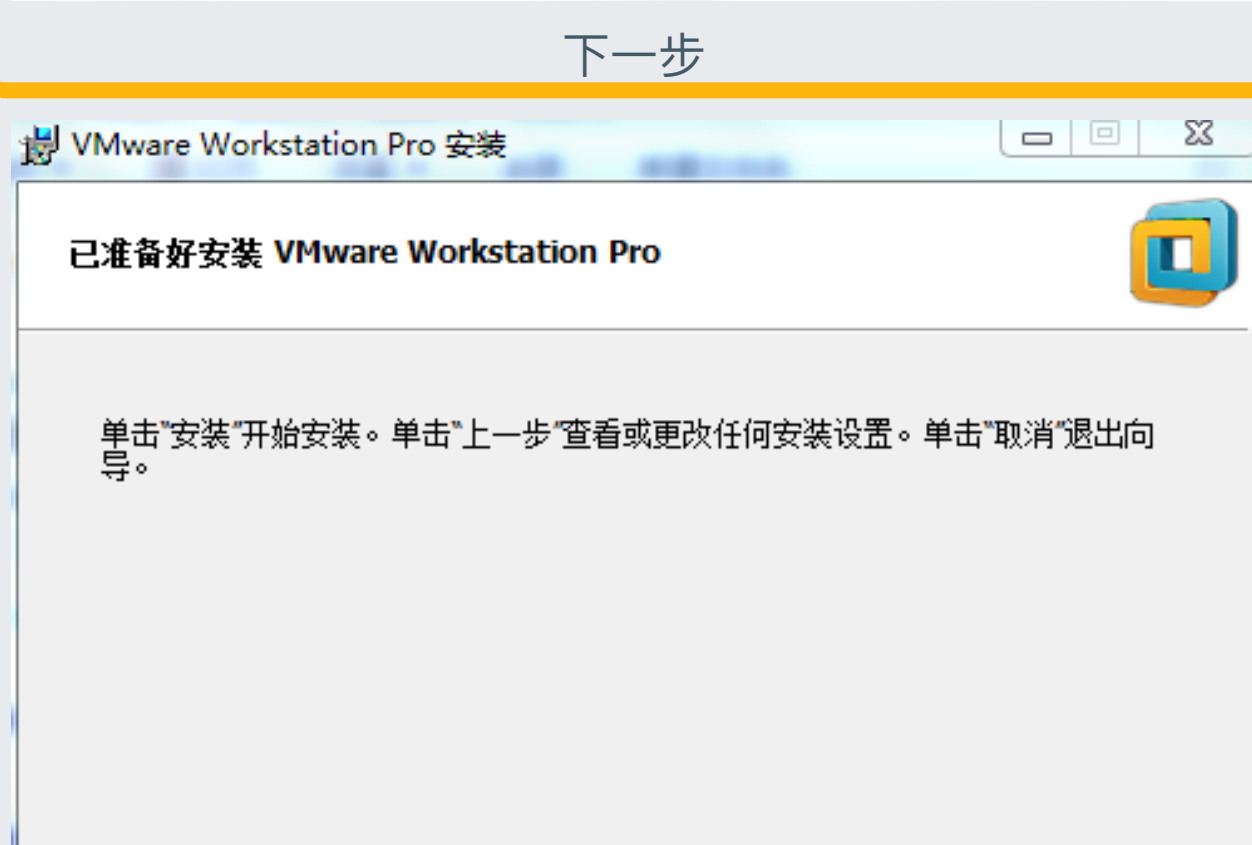 下一步
VMware Workstation Pro 安装
已准备好安装 VMware Workstation Pro
单击"安装"开始安装。单击"上一步"查看或更改任何安装设置。单击"取消"退出向
导。